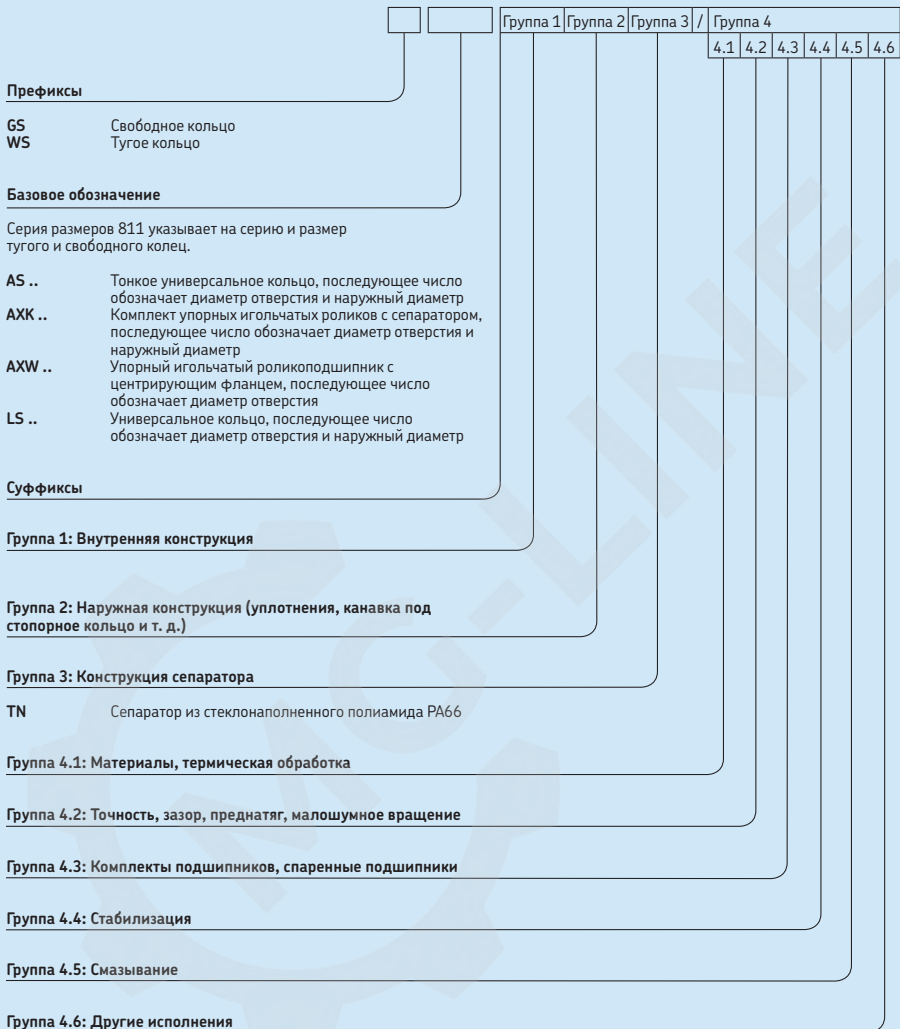 Группа 1 Группа 2 Группа 3 / Группа 4
4.1 4.2 4.3 4.4 4.5 4.6
Префиксы
GS Свободное кольцо
WS Тугое кольцо
Базовое обозначение
Серия размеров 811 указывает на серию и размер
тугого и свободного колец.
AS .. Тонкое универсальное кольцо, последующее число
обозначает диаметр отверстия и наружный диаметр
AXK .. Комплект упорных игольчатых роликов с сепаратором,
последующее число обозначает диаметр отверстия и
наружный диаметр
AXW .. Упорный игольчатый роликоподшипник с
центрирующим фланцем, последующее число
обозначает диаметр отверстия
LS .. Универсальное кольцо, последующее число
обозначает диаметр отверстия и наружный диаметр
Суффиксы
Группа 1: Внутренняя конструкция
Группа 2: Наружная конструкция (уплотнения, канавка под
стопорное кольцо и т. д.)
Группа 3: Конструкция сепаратора
TN Сепаратор из стеклонаполненного полиамида PA66
Группа 4.1: Материалы, термическая обработка
Группа 4.2: Точность, зазор, преднатяг, малошумное вращение
Группа 4.3: Комплекты подшипников, спаренные подшипники
Группа 4.4: Стабилизация
Группа 4.5: Смазывание
Группа 4.6: Другие исполнения
MG-LINE